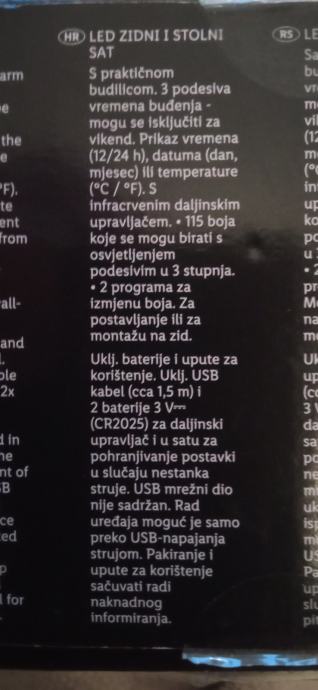 HR LED ZIDNI I STOLNI
SAT
S praktičnom
budilicom. 3 podesiva
vremena buđenja -
mogu se isključiti za
vikend. Prikaz vremena
(12/24 h), datuma (dan,
mjesec) ili temperature
(°C / °F). S
infracrvenim daljinskim
upravljačem. • 115 boja
koje se mogu birati s
osvjetljenjem
podesivim u 3 stupnja.
• 2 programa za
izmjenu boja. Za
postavljanje ili za
montažu na zid.
Uklj. baterije i upute za
korištenje. Uklj. USB
kabel (cca 1,5 m) i
2 baterije 3 V⎓
(CR2025) za daljinski
upravljač i u satu za
pohranjivanje postavki
u slučaju nestanka
struje. USB mrežni dio
nije sadržan. Rad
uređaja moguć je samo
preko USB-napajanja
strujom. Pakiranje i
upute za korištenje
sačuvati radi
naknadnog
informiranja.
RS